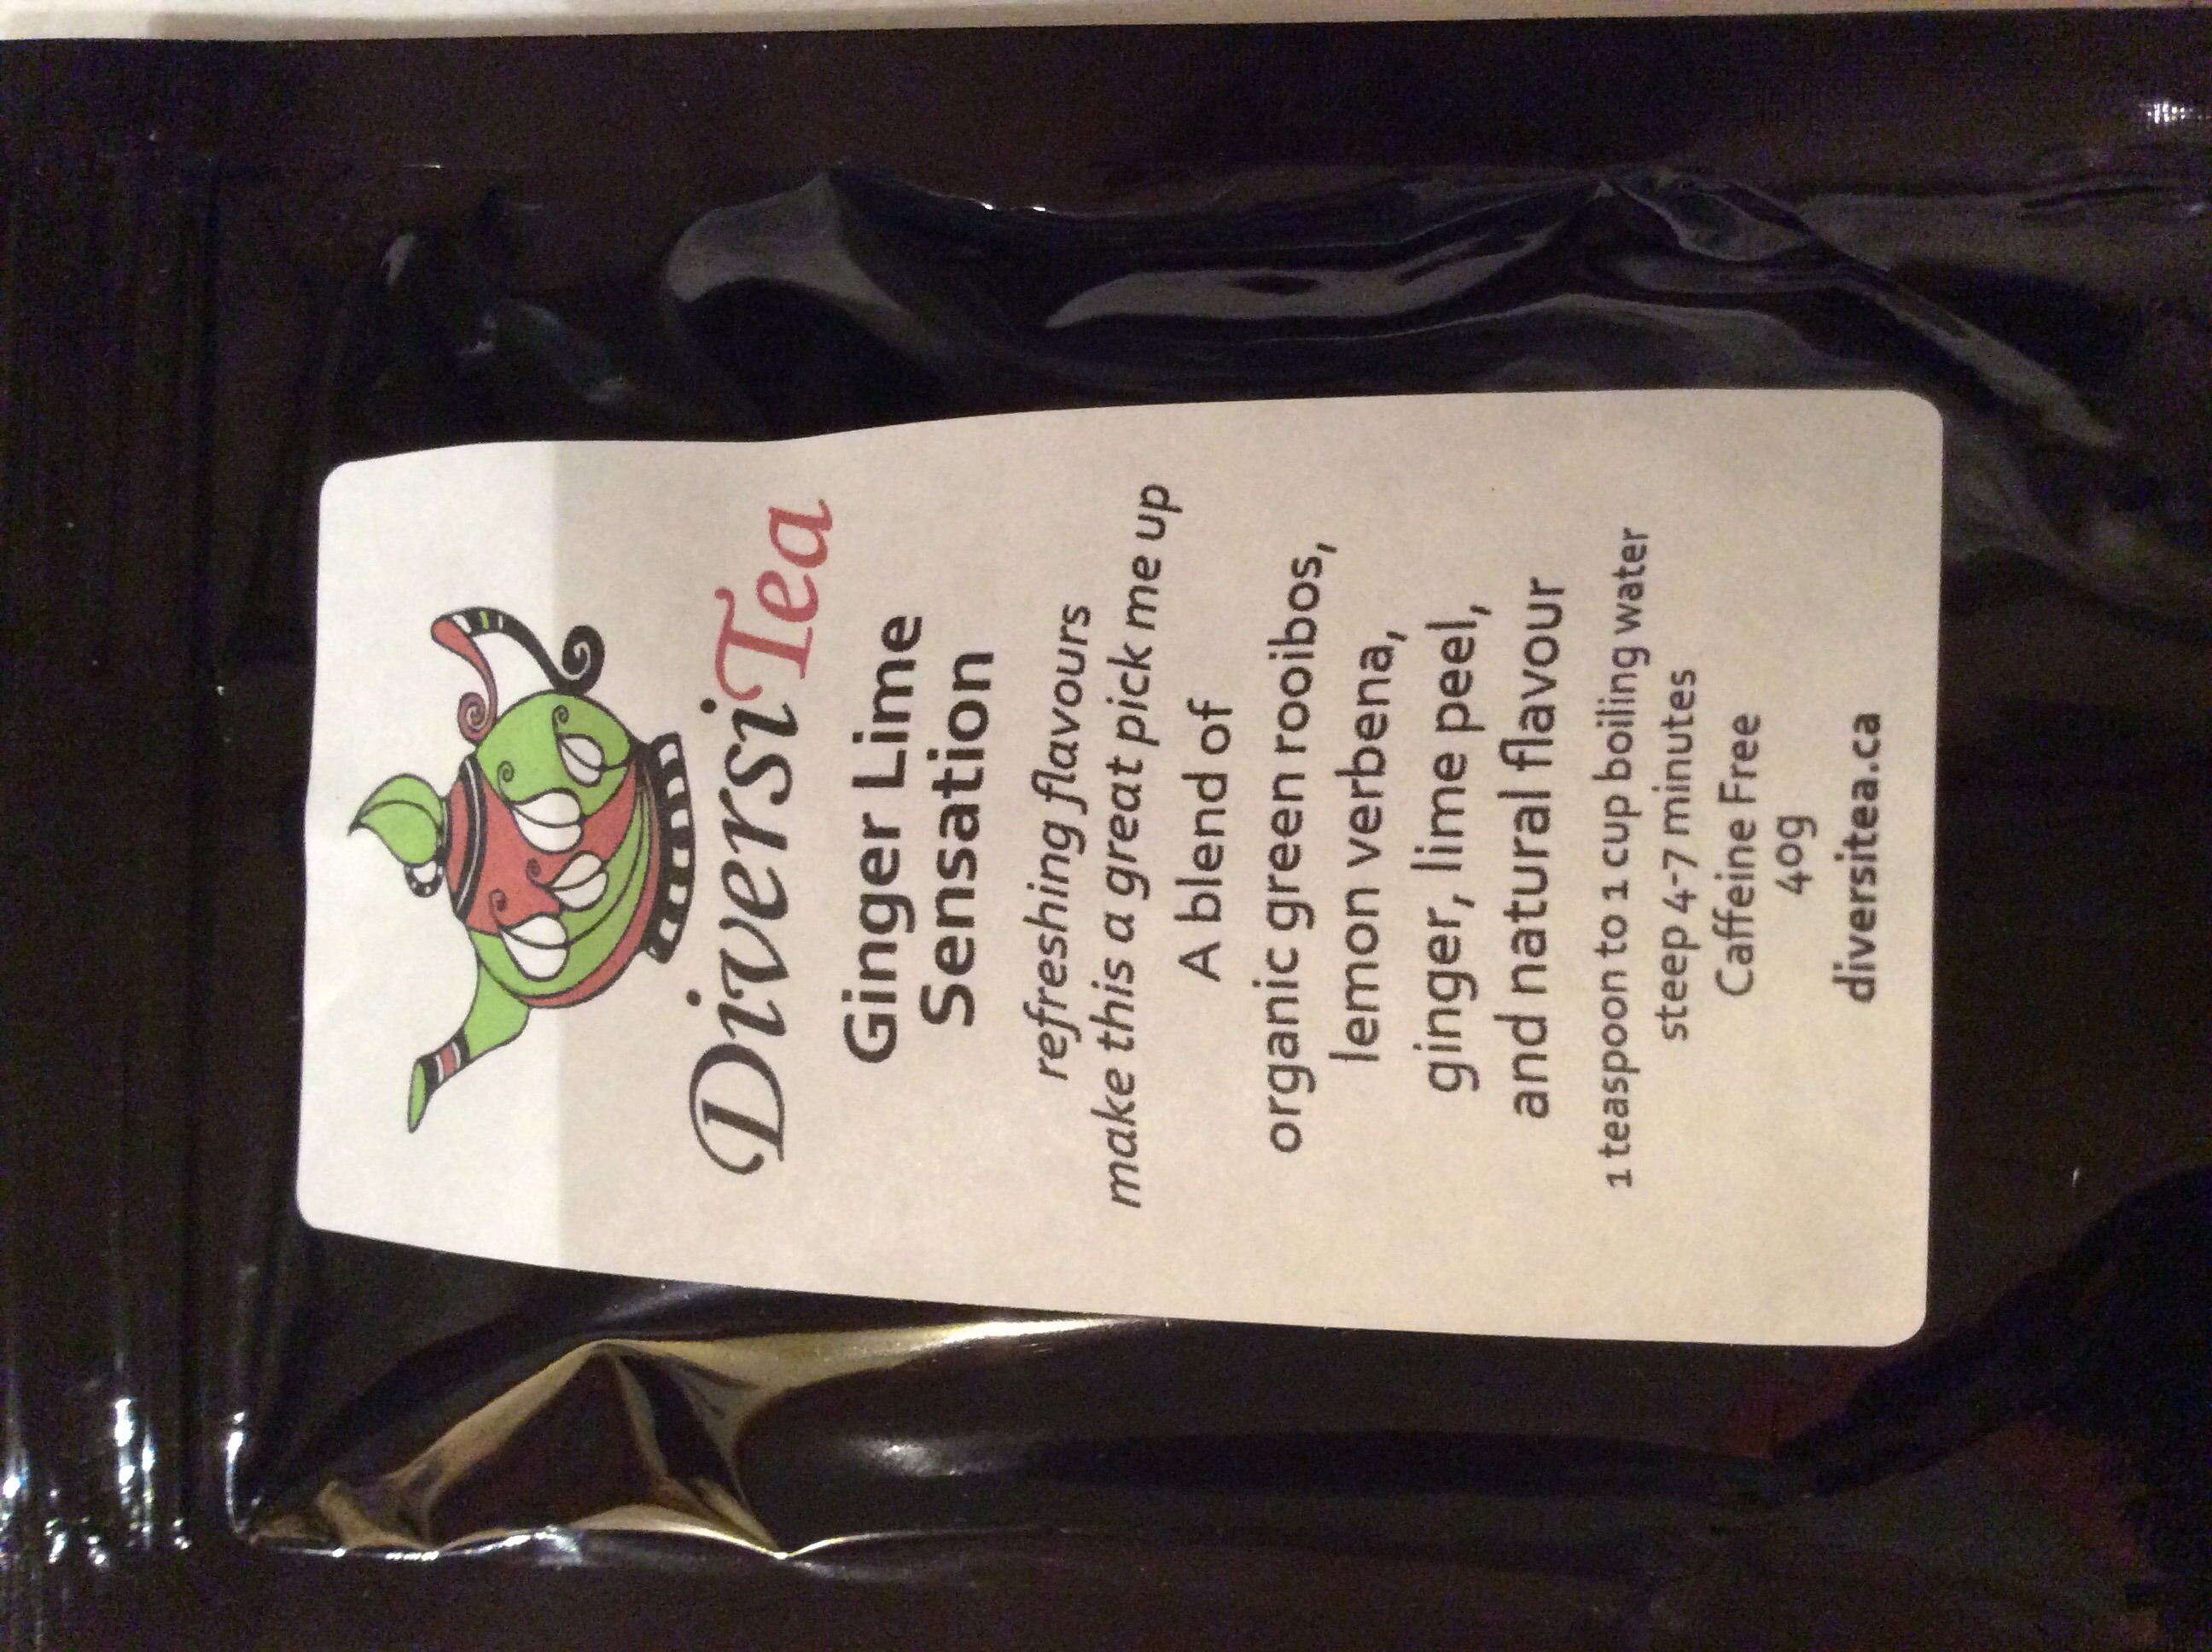 DiversiTea
Ginger Lime
Sensation
refreshing flavours
make this a great pick me up
A blend of
organic green rooibos,
lemon verbena,
ginger, lime peel,
and natural flavour
1 teaspoon to 1 cup boiling water
steep 4-7 minutes
Caffeine Free
40g
diversitea.ca